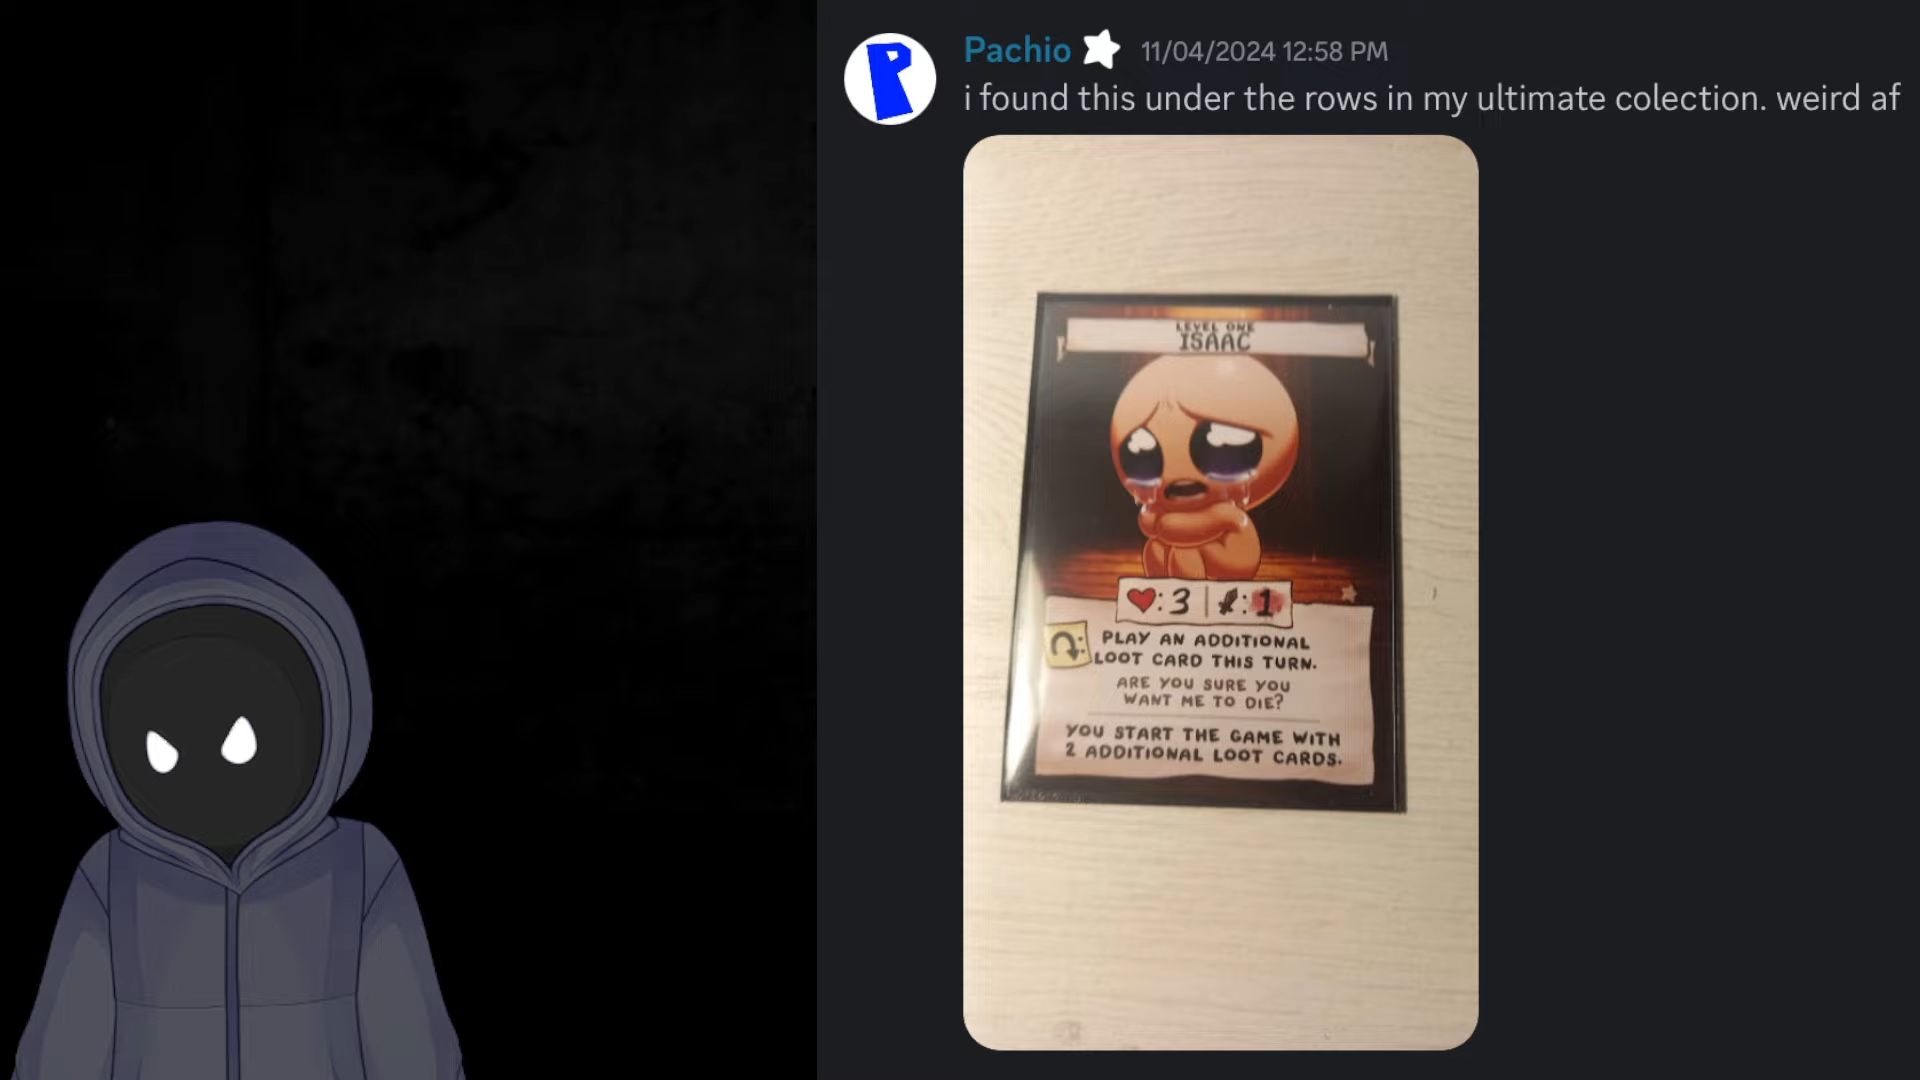 Pachio 11/04/2024 12:58 PM
i found this under the rows in my ultimate colection. weird af
LEVEL ONE
ISAAC
:3 | :1
PLAY AN ADDITIONAL
LOOT CARD THIS TURN.
ARE YOU SURE YOU
WANT ME TO DIE?
YOU START THE GAME WITH
2 ADDITIONAL LOOT CARDS.